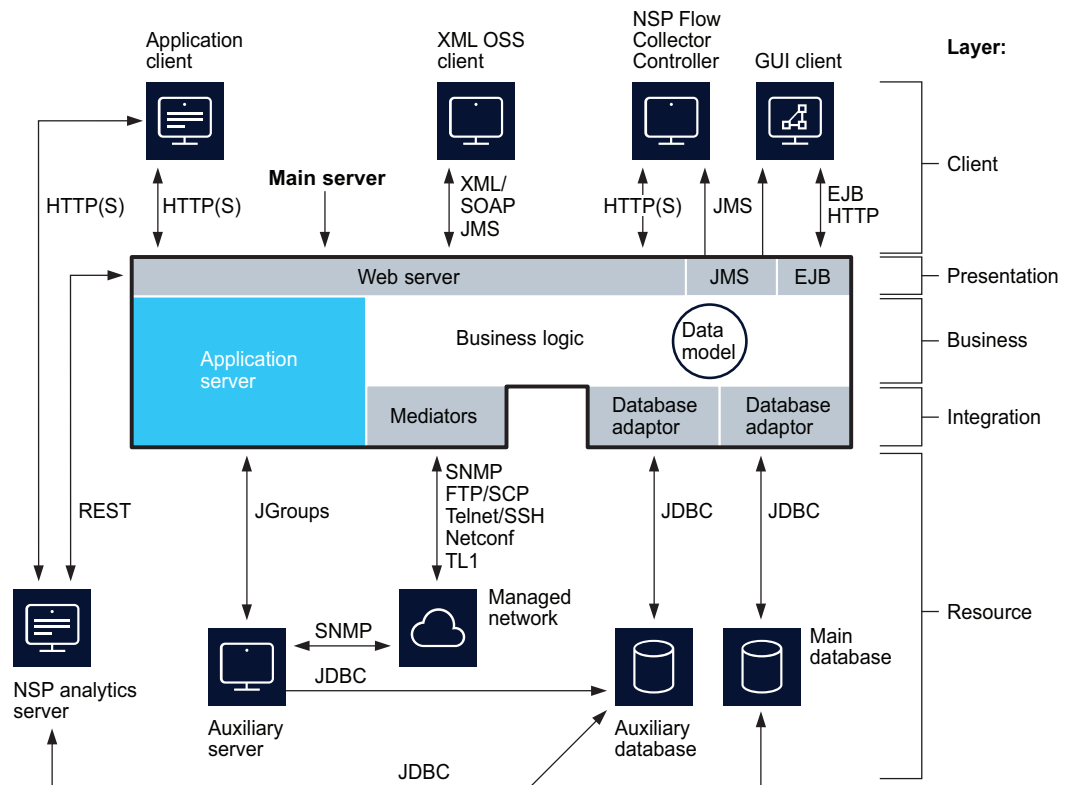 Application
client
XML OSS
client
NSP Flow
Collector
Controller
GUI client
Layer:
Client
HTTP(S)
HTTP(S)
Main server
XML/
SOAP
JMS
HTTP(S)
JMS
EJB
HTTP
Web server
JMS
EJB
Presentation
Application
server
Business logic
Data
model
Business
Mediators
Database
adaptor
Database
adaptor
Integration
REST
JGroups
SNMP
FTP/SCP
Telnet/SSH
Netconf
TL1
JDBC
JDBC
Resource
NSP analytics
server
Auxiliary
server
SNMP
JDBC
Managed
network
Auxiliary
database
Main
database
JDBC